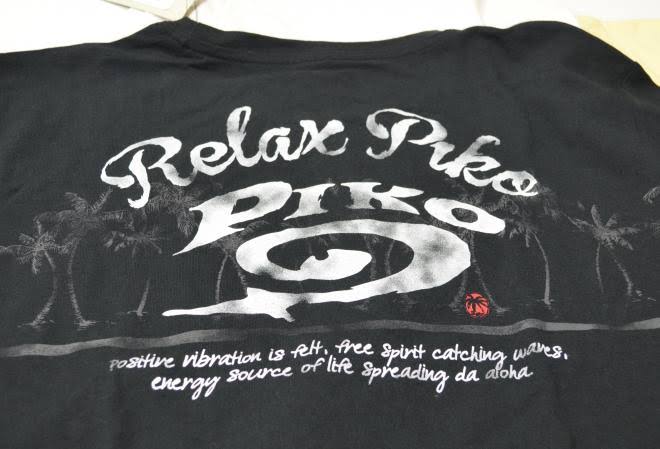 Relax Piko
PIKO
Positive vibration is felt, free spirit catching waves,
energy source of life spreading da aloha